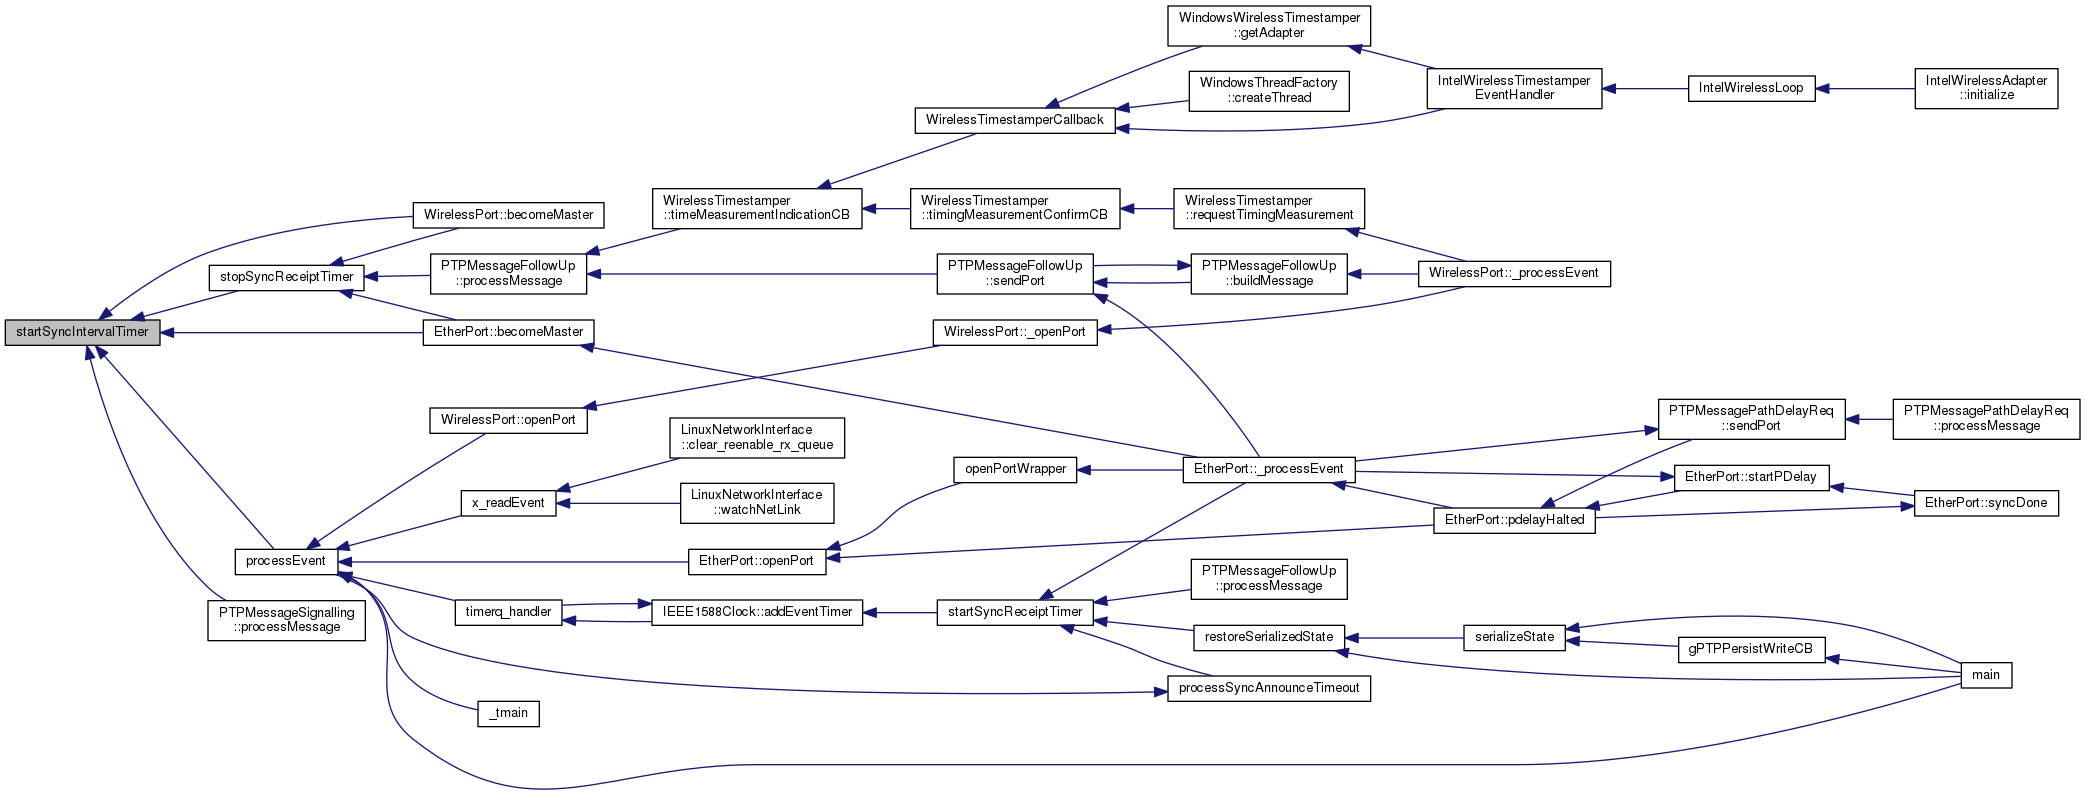 WindowsWirelessTimestamper
::getAdapter
WindowsThreadFactory
::createThread
IntelWirelessTimestamper
EventHandler
IntelWirelessLoop
IntelWirelessAdapter
::initialize
WirelessTimestamperCallback
WirelessTimestamper
::timeMeasurementIndicationCB
WirelessTimestamper
::timingMeasurementConfirmCB
WirelessTimestamper
::requestTimingMeasurement
WirelessPort::becomeMaster
stopSyncReceiptTimer
PTPMessageFollowUp
::processMessage
PTPMessageFollowUp
::sendPort
PTPMessageFollowUp
::buildMessage
WirelessPort::_processEvent
startSyncIntervalTimer
EtherPort::becomeMaster
WirelessPort::_openPort
WirelessPort::openPort
LinuxNetworkInterface
::clear_reenable_rx_queue
PTPMessagePathDelayReq
::sendPort
PTPMessagePathDelayReq
::processMessage
openPortWrapper
EtherPort::_processEvent
EtherPort::startPDelay
x_readEvent
LinuxNetworkInterface
::watchNetLink
EtherPort::syncDone
EtherPort::pdelayHalted
processEvent
EtherPort::openPort
PTPMessageFollowUp
::processMessage
PTPMessageSignalling
::processMessage
timerq_handler
IEEE1588Clock::addEventTimer
startSyncReceiptTimer
restoreSerializedState
serializeState
gPTPPersistWriteCB
main
processSyncAnnounceTimeout
_tmain